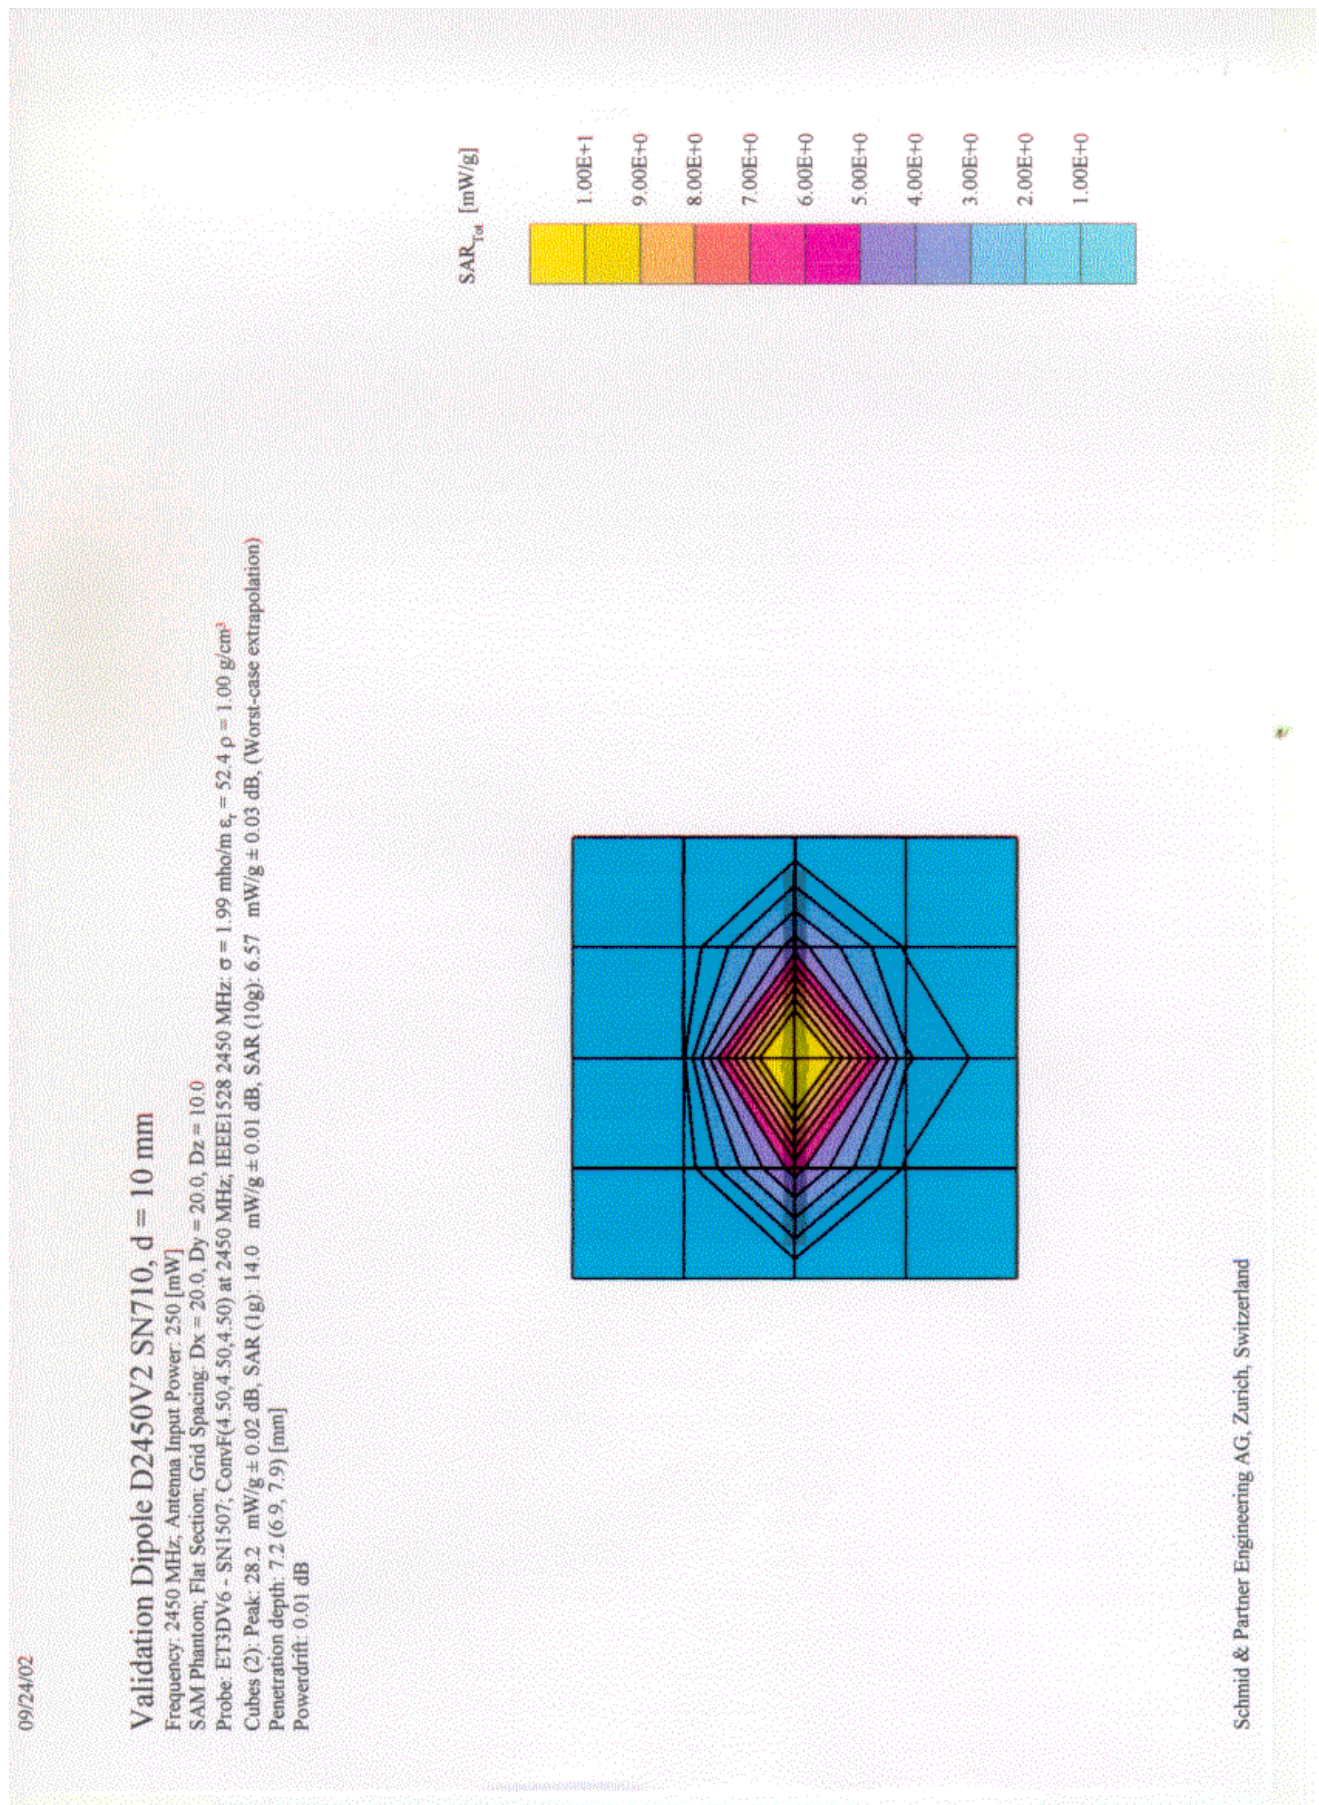 09/24/02
Validation Dipole D2450V2 SN710, d = 10 mm
Frequency: 2450 MHz; Antenna Input Power: 250 [mW]
SAM Phantom; Flat Section; Grid Spacing: Dx = 20.0, Dy = 20.0, Dz = 10.0
Probe: ET3DV6 - SN1507; ConvF(4.50,4.50,4.50) at 2450 MHz; IEEE1528 2450 MHz: σ = 1.99 mho/m εr = 52.4 ρ = 1.00 g/cm³
Cubes (2): Peak: 28.2 mW/g ± 0.02 dB, SAR (1g): 14.0 mW/g ± 0.01 dB, SAR (10g): 6.57 mW/g ± 0.03 dB, (Worst-case extrapolation)
Penetration depth: 7.2 (6.9, 7.9) [mm]
Powerdrift: 0.01 dB
SARTot [mW/g]
1.00E+1
9.00E+0
8.00E+0
7.00E+0
6.00E+0
5.00E+0
4.00E+0
3.00E+0
2.00E+0
1.00E+0
Schmid & Partner Engineering AG, Zurich, Switzerland